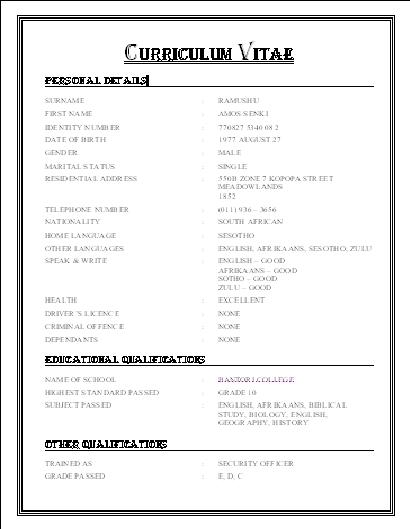 CURRICULUM VITAE
PERSONAL DETAILS
SURNAME : RAMUSHU
FIRST NAME : AMOS SENKI
IDENTITY NUMBER : 770827 5340 08 2
DATE OF BIRTH : 1977 AUGUST 27
GENDER : MALE
MARITAL STATUS : SINGLE
RESIDENTIAL ADDRESS : 550B ZONE 7 KOPOPA STREET
MEADOWLANDS
1852
TELEPHONE NUMBER : (011) 936 – 3656
NATIONALITY : SOUTH AFRICAN
HOME LANGUAGE : SESOTHO
OTHER LANGUAGES : ENGLISH, AFRIKAANS, SESOTHO, ZULU
SPEAK & WRITE : ENGLISH – GOOD
AFRIKAANS – GOOD
SOTHO – GOOD
ZULU – GOOD
HEALTH : EXCELLENT
DRIVER'S LICENCE : NONE
CRIMINAL OFFENCE : NONE
DEPENDANTS : NONE
EDUCATIONAL QUALIFICATIONS
NAME OF SCHOOL : COLLEGE
HIGHEST STANDARD PASSED : GRADE 10
SUBJECT PASSED : ENGLISH, AFRIKAANS, BIBLICAL
STUDY, BIOLOGY, ENGLISH,
GEOGRAPHY, HISTORY
OTHER QUALIFICATIONS
TRAINED AS : SECURITY OFFICER
GRADE PASSED : E, D, C